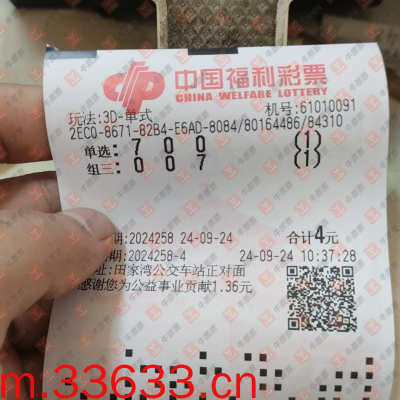 中国福利彩票
CHINA WELFARE LOTTERY
玩法:3D-单式 机号:61010091
2ECQ-8671-82B4-E6AD-8084/80164486/84310
单选: 7 0 0 (1)
组三: 0 0 7 (1)
期:2024258 24-09-24 合计4元
期:2024258-4 24-09-24 10:37:28
址:田家湾公交车站正对面
感谢您为公益事业贡献1.36元
m.33633.cn